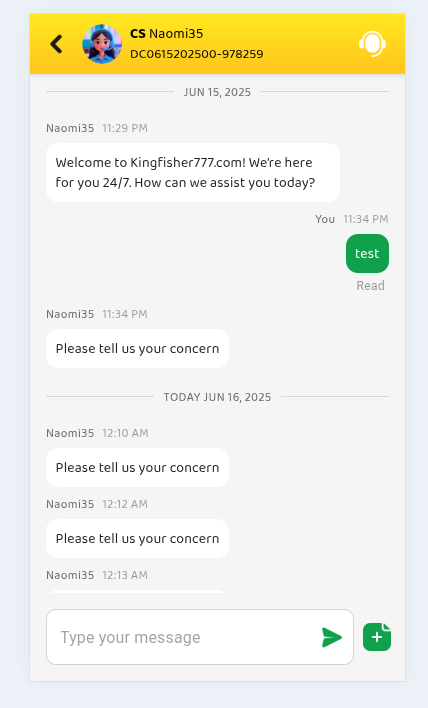 CS Naomi35
DC0615202500-978259
JUN 15, 2025
Naomi35 11:29 PM
Welcome to Kingfisher777.com! We're here
for you 24/7. How can we assist you today?
You 11:34 PM
test
Read
Naomi35 11:34 PM
Please tell us your concern
TODAY JUN 16, 2025
Naomi35 12:10 AM
Please tell us your concern
Naomi35 12:12 AM
Please tell us your concern
Naomi35 12:13 AM
Type your message